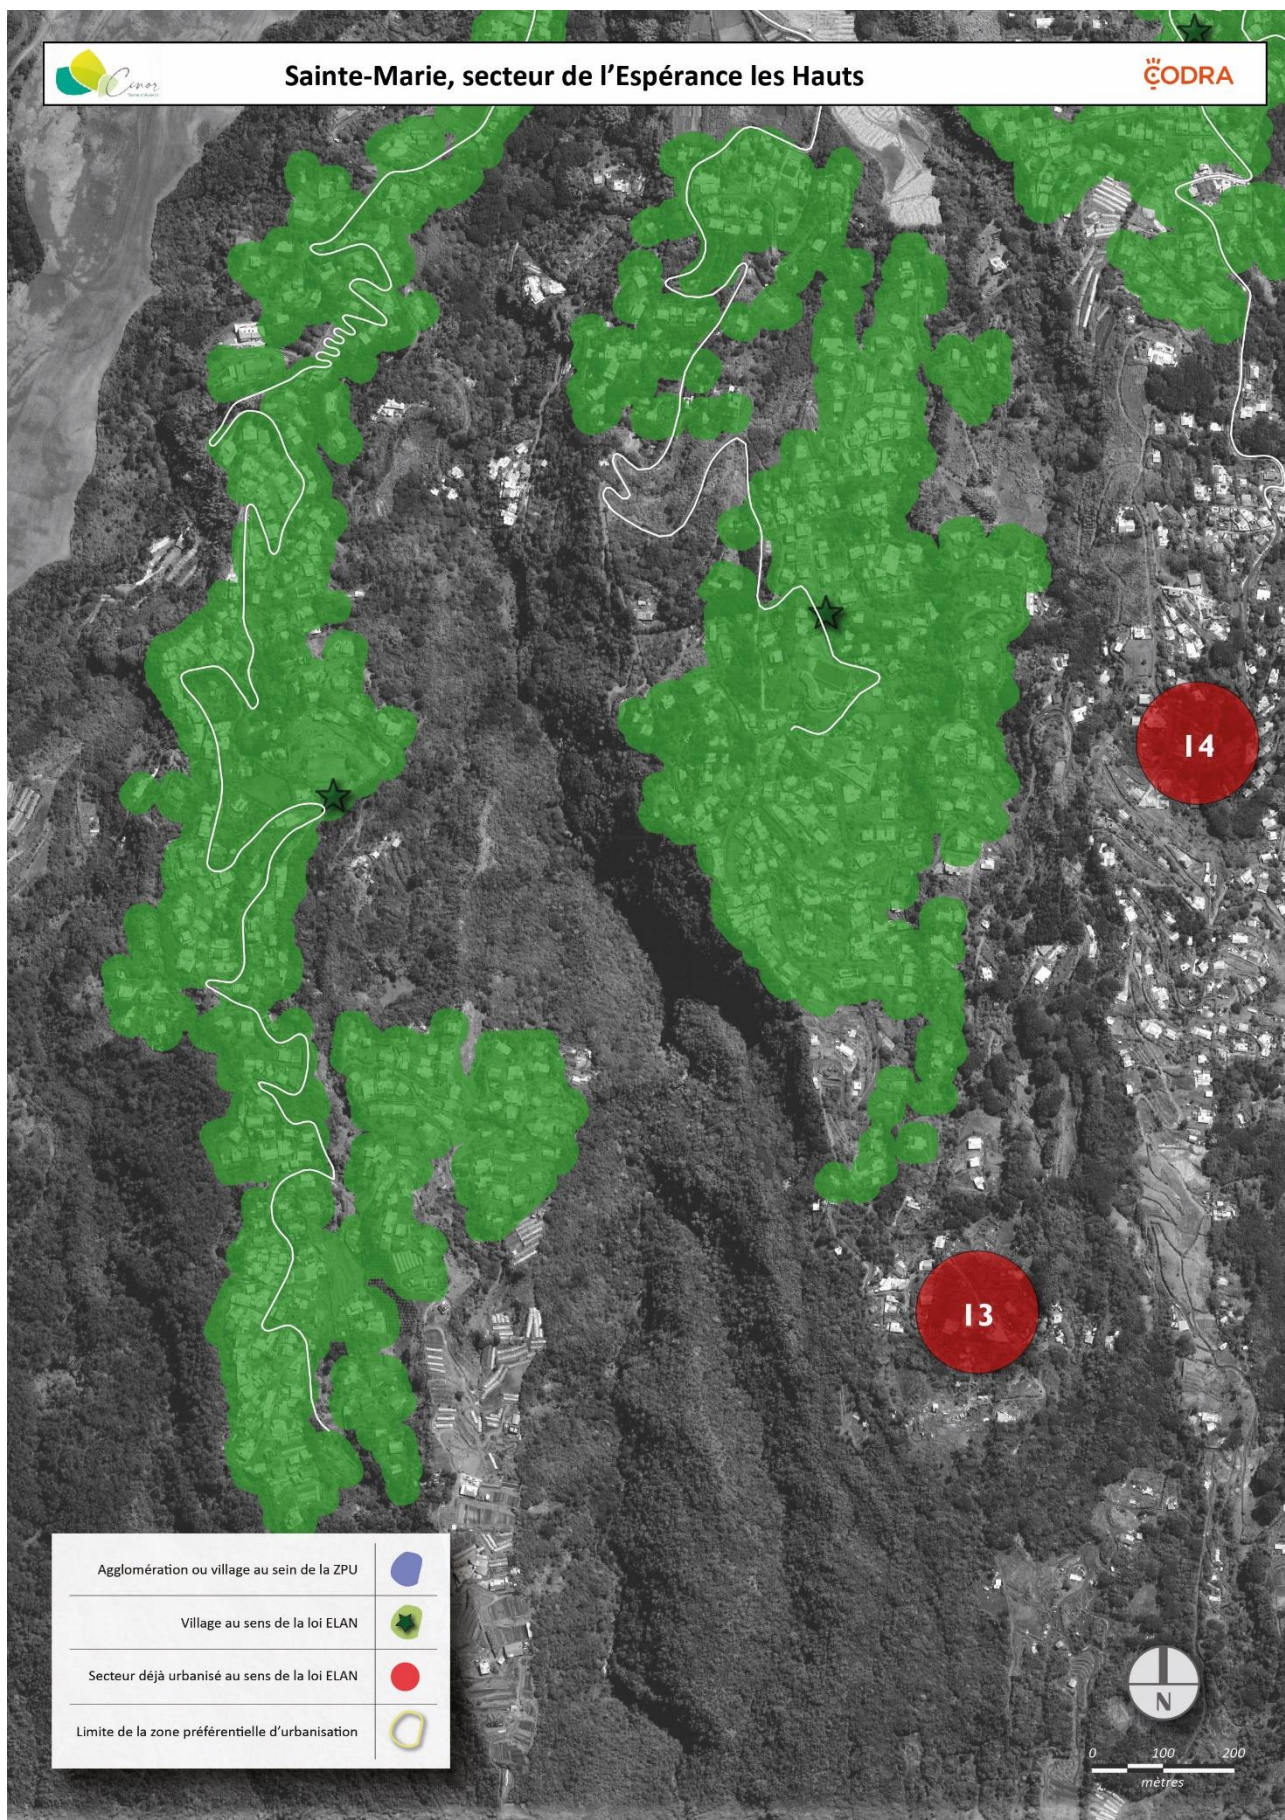 Cinor
Sainte-Marie, secteur de l’Espérance les Hauts
CODRA
14
13
Agglomération ou village au sein de la ZPU
Village au sens de la loi ELAN
Secteur déjà urbanisé au sens de la loi ELAN
Limite de la zone préférentielle d’urbanisation
N
0 100 200
mètres